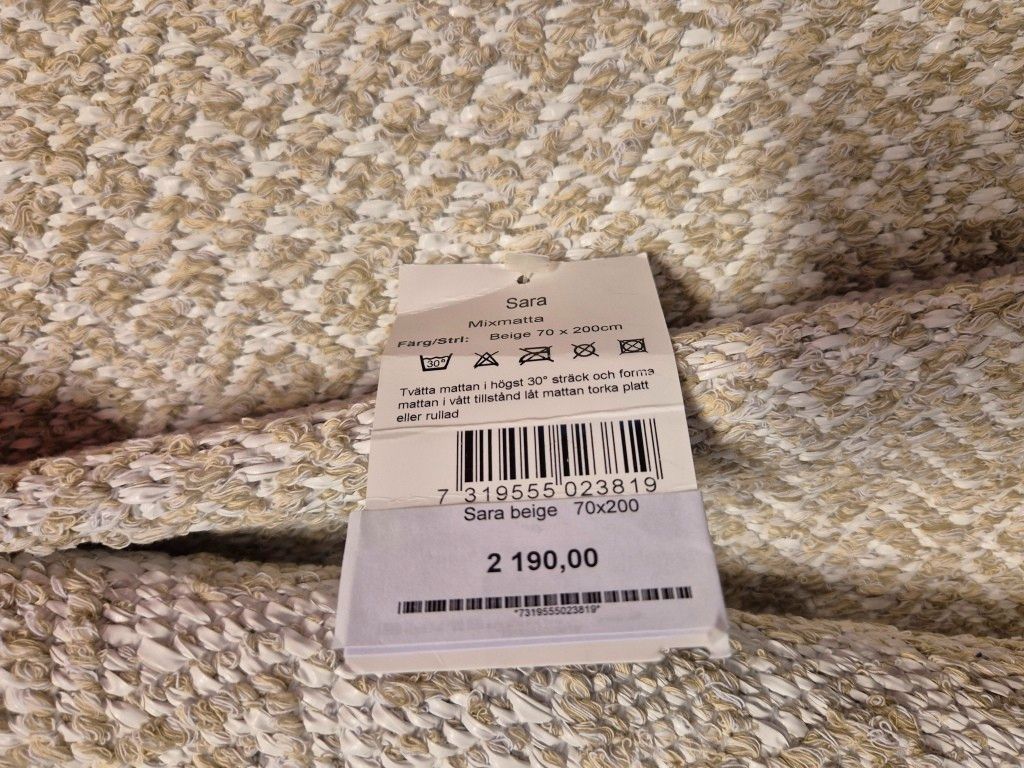 Sara
Mixmatta
Färg/Strl: Beige 70 x 200cm
30°
Tvätta mattan i högst 30° sträck och forma
mattan i vått tillstånd låt mattan torka platt
eller rullad
7 319555 023819
Sara beige 70x200
2 190,00
*7319555023819*